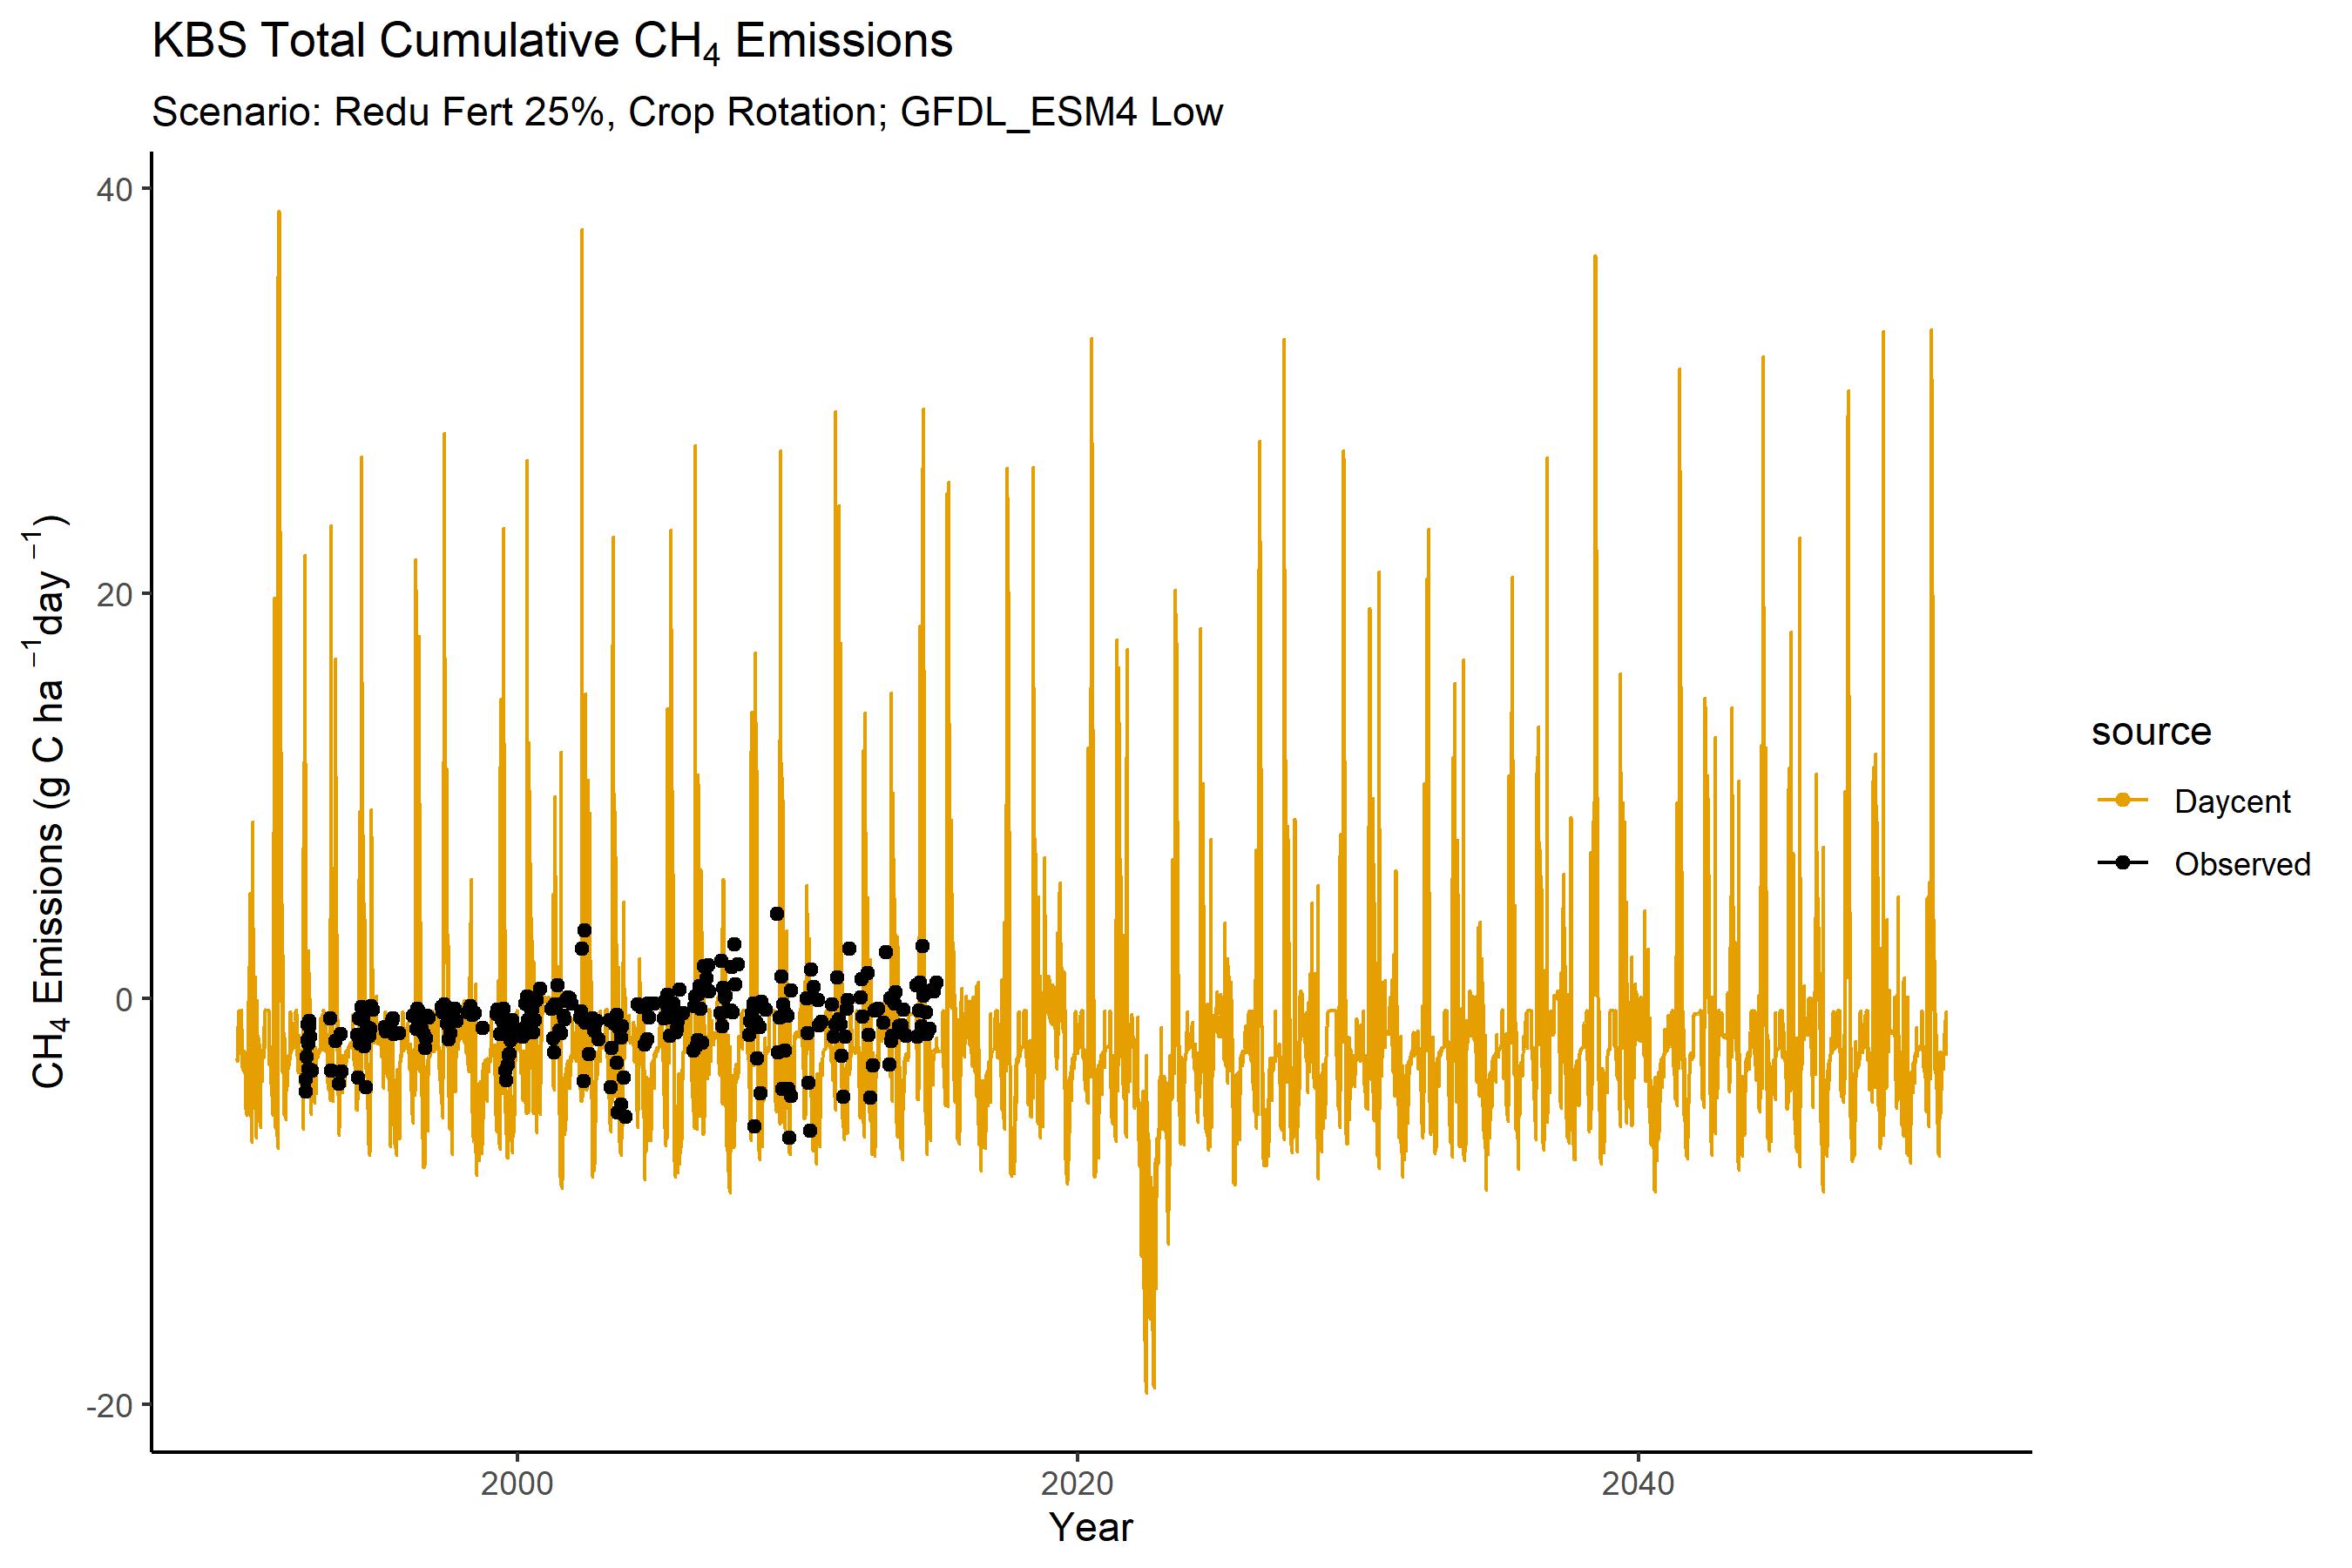 KBS Total Cumulative CH₄ Emissions
Scenario: Redu Fert 25%, Crop Rotation; GFDL_ESM4 Low
CH₄ Emissions (g C ha ⁻¹day ⁻¹)
40
20
0
-20
2000
2020
2040
Year
source
Daycent
Observed